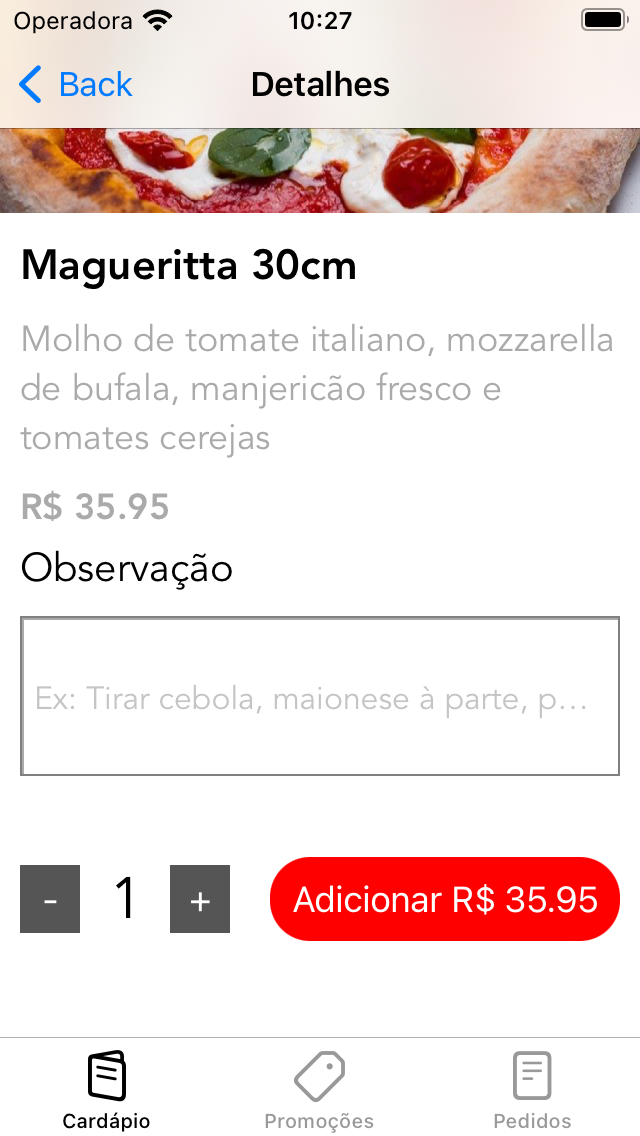 Operadora 10:27
Back Detalhes
Magueritta 30cm
Molho de tomate italiano, mozzarella
de bufala, manjericão fresco e
tomates cerejas
R$ 35.95
Observação
Ex: Tirar cebola, maionese à parte, p...
- 1 + Adicionar R$ 35.95
Cardápio Promoções Pedidos